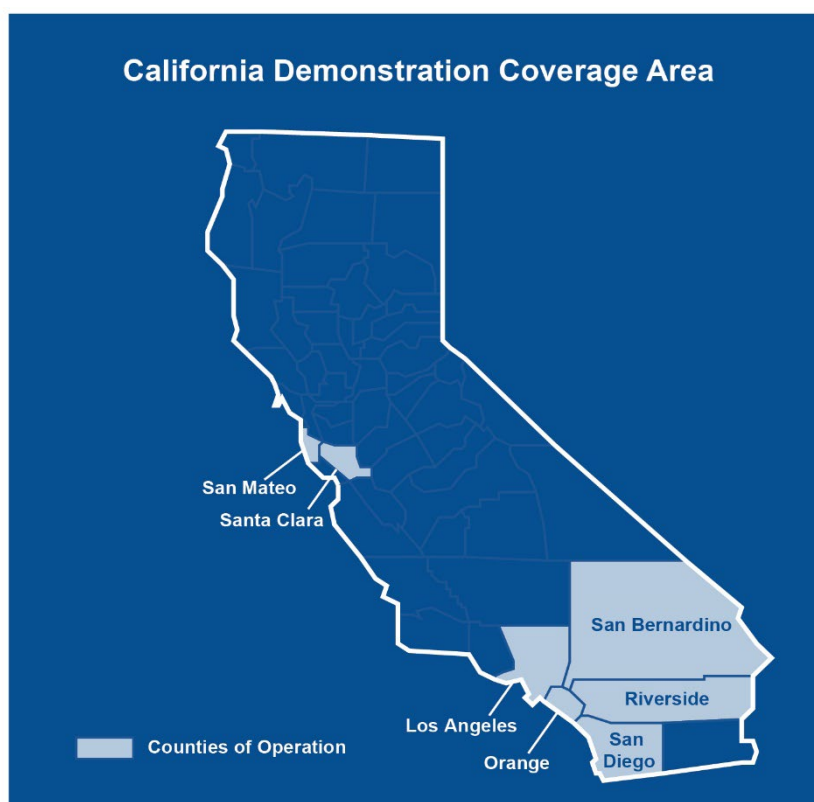 California Demonstration Coverage Area
San Mateo
Santa Clara
San Bernardino
Riverside
Los Angeles
Orange
San
Diego
Counties of Operation